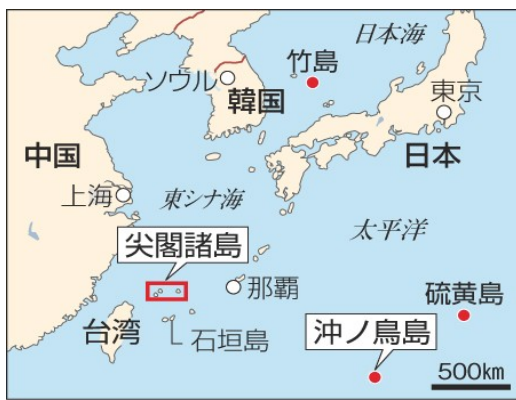 日本海
竹島
ソウル
韓国
東京
中国
日本
上海
東シナ海
太平洋
尖閣諸島
那覇
硫黄島
台湾
石垣島
沖ノ鳥島
500km